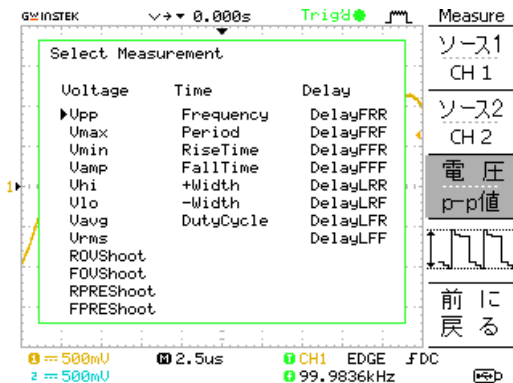 GW INSTEK 0.000s Trig'd Measure
ソース1
CH 1
ソース2
CH 2
電 圧
p-p値
前 に
戻 る
Select Measurement
Voltage Time Delay
Vpp Frequency DelayFRR
Vmax Period DelayFRF
Vmin RiseTime DelayFFR
Vamp FallTime DelayFFF
Vhi +Width DelayLRR
Vlo -Width DelayLRF
Vavg DutyCycle DelayLFR
Vrms DelayLFF
ROVShoot
FOVShoot
RPREShoot
FPREShoot
1
1 500mV M 2.5us CH1 EDGE DC
2 500mV 99.9836kHz